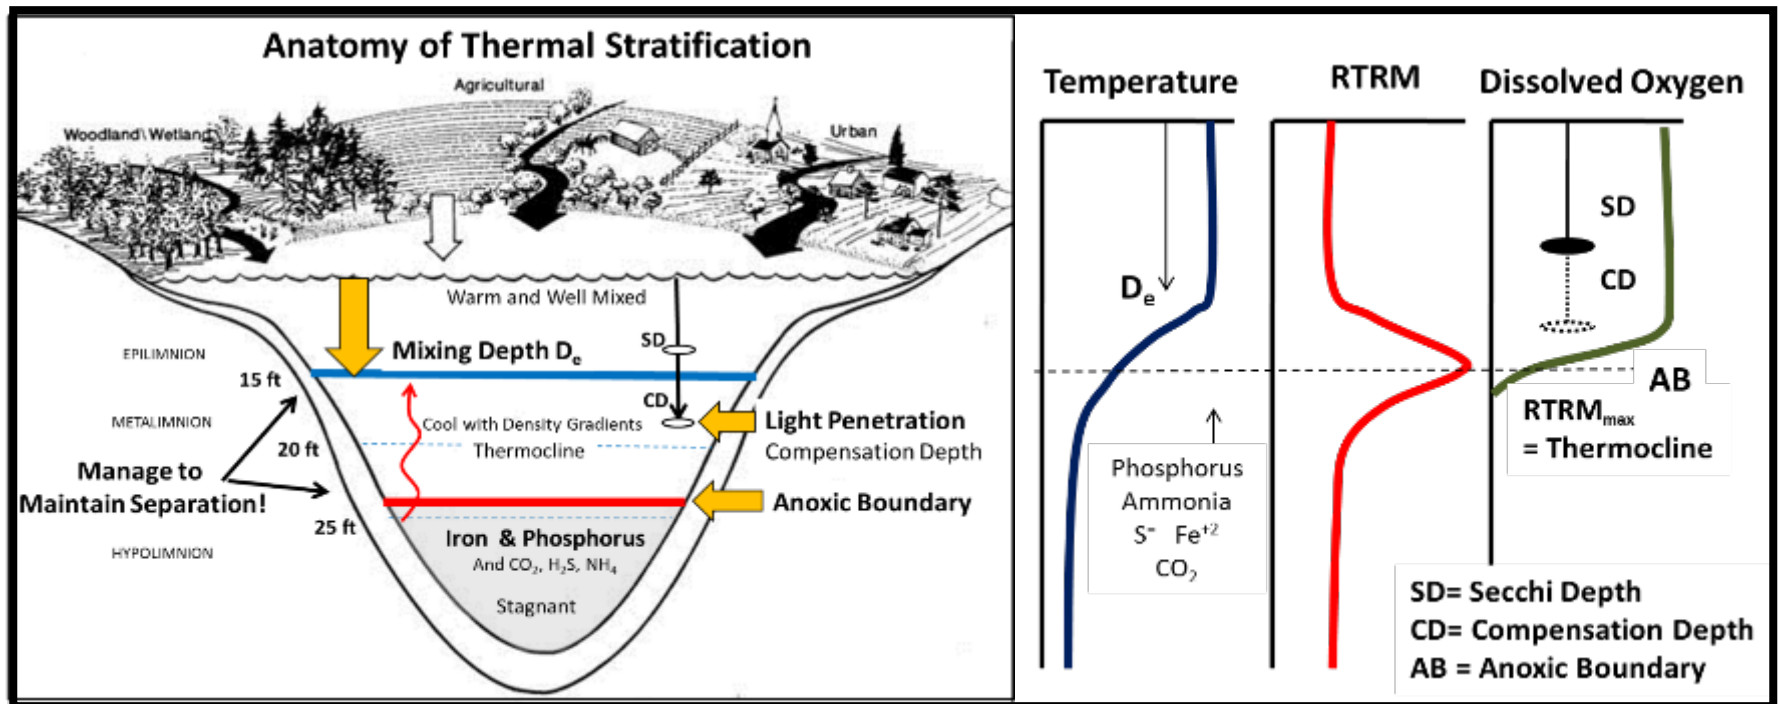 Anatomy of Thermal Stratification
Agricultural
Woodland\Wetland
Urban
Warm and Well Mixed
SD
EPILIMNION
Mixing Depth De
15 ft
CD
METALIMNION
Cool with Density Gradients
Light Penetration
20 ft
Thermocline
Compensation Depth
Manage to
Maintain Separation!
Anoxic Boundary
25 ft
Iron & Phosphorus
HYPOLIMNION
And CO₂, H₂S, NH₄
Stagnant
Temperature
RTRM
Dissolved Oxygen
De
SD
CD
AB
RTRMmax
= Thermocline
Phosphorus
Ammonia
S⁼ Fe⁺²
CO₂
SD= Secchi Depth
CD= Compensation Depth
AB = Anoxic Boundary